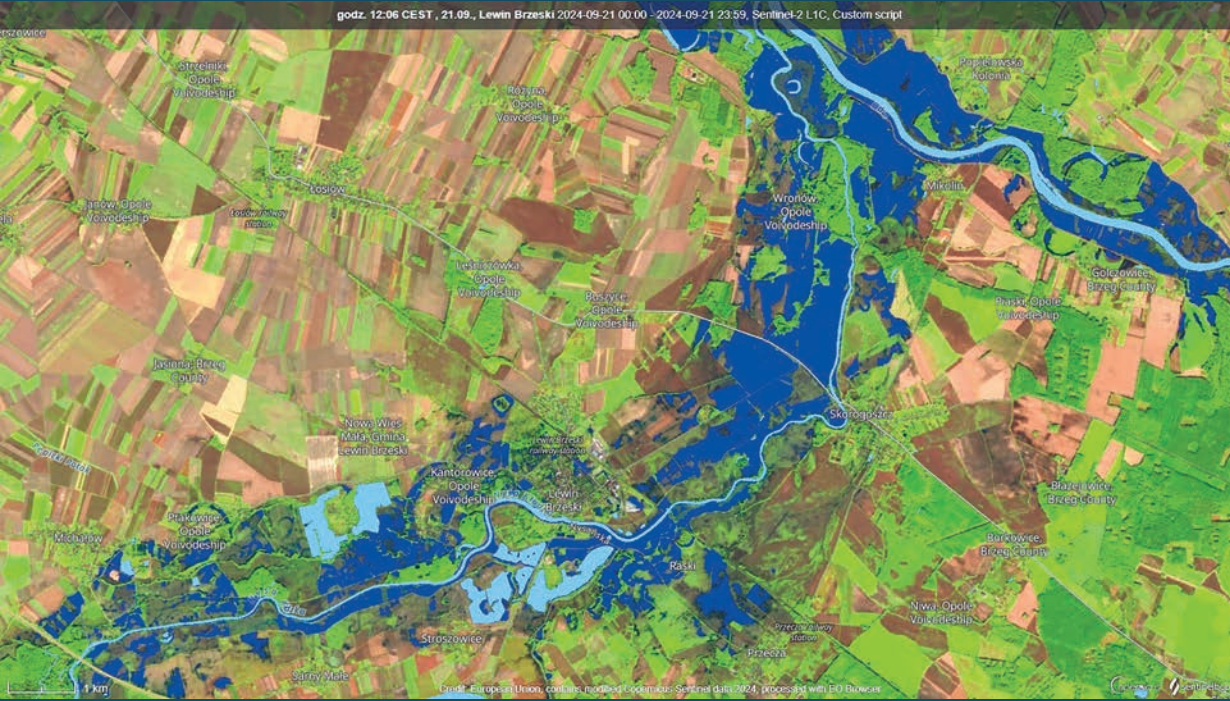 godz. 12:06 CEST , 21.09., Lewin Brzeski 2024-09-21 00:00 - 2024-09-21 23:59, Sentinel-2 L1C, Custom script
Strzelniki,
Opole
Voivodeship
Popielowska
Kolonia
Różyna,
Opole
Voivodeship
Łosiów
Mikolin
Janów, Opole
Voivodeship
Łosiów railway
station
Wronów,
Opole
Voivodeship
Leśniczówka,
Opole
Voivodeship
Golczowice,
Brzeg County
Buszyce,
Opole
Voivodeship
Piaski, Opole
Voivodeship
Jasiona, Brzeg
County
Skorogoszcz
Nowa Wieś
Mała, Gmina
Lewin Brzeski
Lewin Brzeski
railway station
Kantorowice,
Opole
Voivodeship
Lewin
Brzeski
Błażejowice,
Brzeg County
Ptakowice,
Opole
Voivodeship
Michałów
Borkowice,
Brzeg County
Raski
Niwa, Opole
Voivodeship
Stroszowice
Przecza railway
station
Przecza
Sarny Małe
1 km
Credit: European Union, contains modified Copernicus Sentinel data 2024, processed with EO Browser